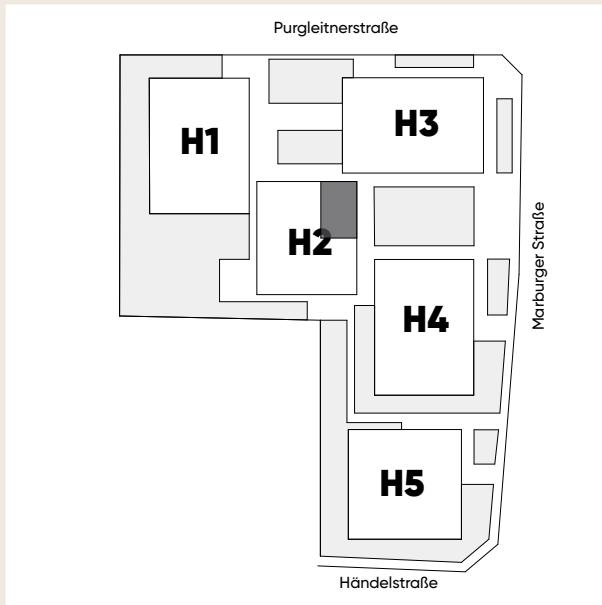 Purgleitnerstraße
H1
H3
H2
Marburger Straße
H4
H5
Händelstraße